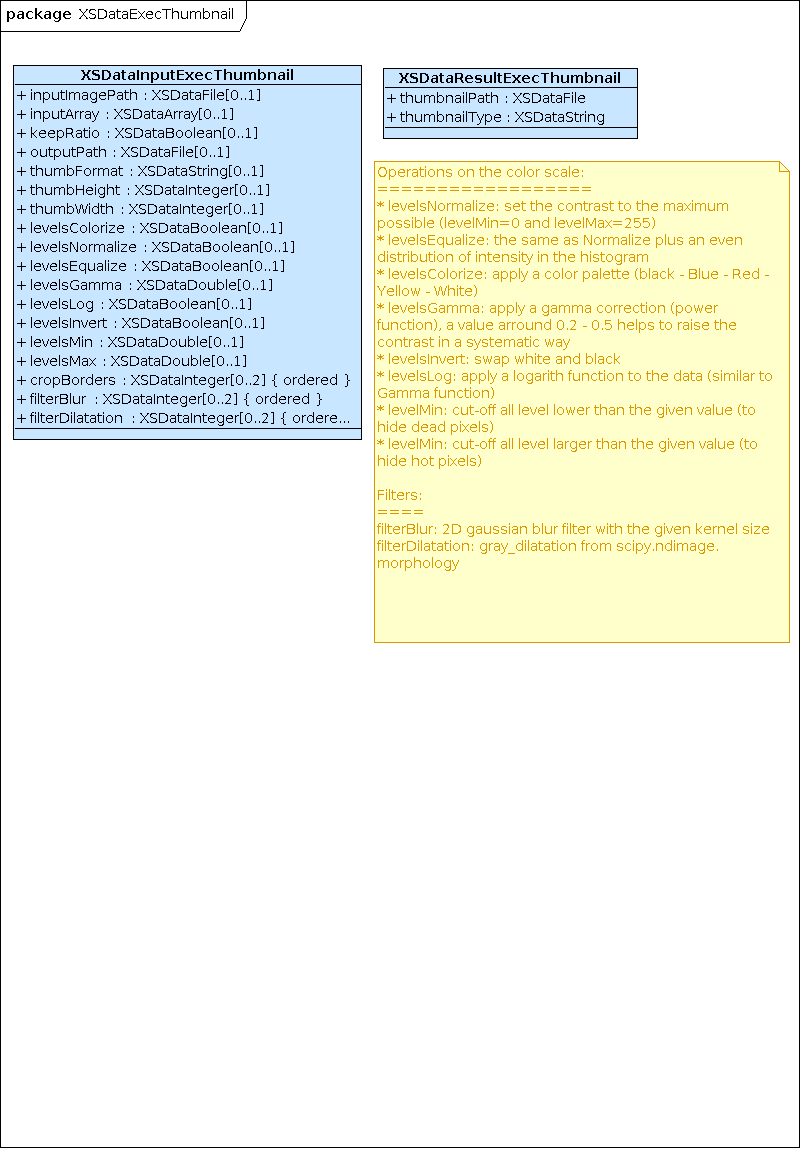 package XSDataExecThumbnail
XSDataInputExecThumbnail
+ inputImagePath : XSDataFile[0..1]
+ inputArray : XSDataArray[0..1]
+ keepRatio : XSDataBoolean[0..1]
+ outputPath : XSDataFile[0..1]
+ thumbFormat : XSDataString[0..1]
+ thumbHeight : XSDataInteger[0..1]
+ thumbWidth : XSDataInteger[0..1]
+ levelsColorize : XSDataBoolean[0..1]
+ levelsNormalize : XSDataBoolean[0..1]
+ levelsEqualize : XSDataBoolean[0..1]
+ levelsGamma : XSDataDouble[0..1]
+ levelsLog : XSDataBoolean[0..1]
+ levelsInvert : XSDataBoolean[0..1]
+ levelsMin : XSDataDouble[0..1]
+ levelsMax : XSDataDouble[0..1]
+ cropBorders : XSDataInteger[0..2] { ordered }
+ filterBlur : XSDataInteger[0..2] { ordered }
+ filterDilatation : XSDataInteger[0..2] { ordere...
XSDataResultExecThumbnail
+ thumbnailPath : XSDataFile
+ thumbnailType : XSDataString
Operations on the color scale:
==================
* levelsNormalize: set the contrast to the maximum
possible (levelMin=0 and levelMax=255)
* levelsEqualize: the same as Normalize plus an even
distribution of intensity in the histogram
* levelsColorize: apply a color palette (black - Blue - Red -
Yellow - White)
* levelsGamma: apply a gamma correction (power
function), a value arround 0.2 - 0.5 helps to raise the
contrast in a systematic way
* levelsInvert: swap white and black
* levelsLog: apply a logarith function to the data (similar to
Gamma function)
* levelMin: cut-off all level lower than the given value (to
hide dead pixels)
* levelMin: cut-off all level larger than the given value (to
hide hot pixels)
Filters:
====
filterBlur: 2D gaussian blur filter with the given kernel size
filterDilatation: gray_dilatation from scipy.ndimage.
morphology